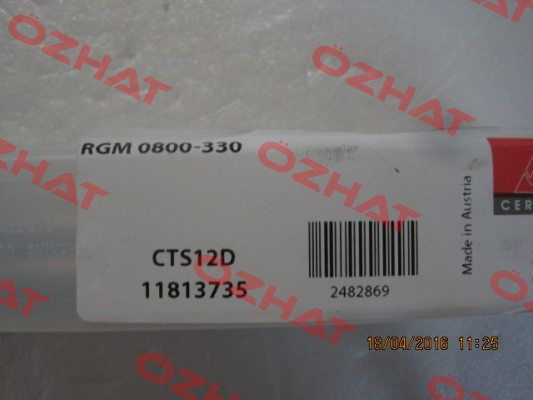 ÖZHAT
RGM 0800-330
CTS12D
11813735
2482869
Made in Austria
CER
18/04/2016 11:25
ÖZHAT
ÖZHAT
ÖZHAT
ÖZHAT
ÖZHAT
ÖZHAT